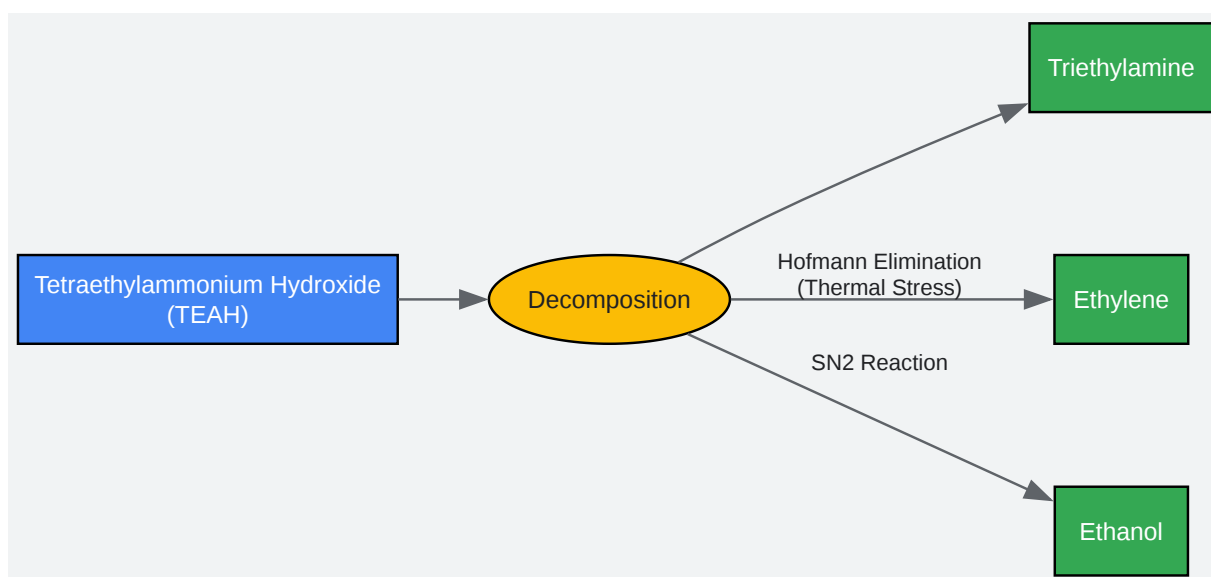 Triethylamine
Tetraethylammonium Hydroxide
(TEAH)
Decomposition
Hofmann Elimination
(Thermal Stress)
Ethylene
SN2 Reaction
Ethanol